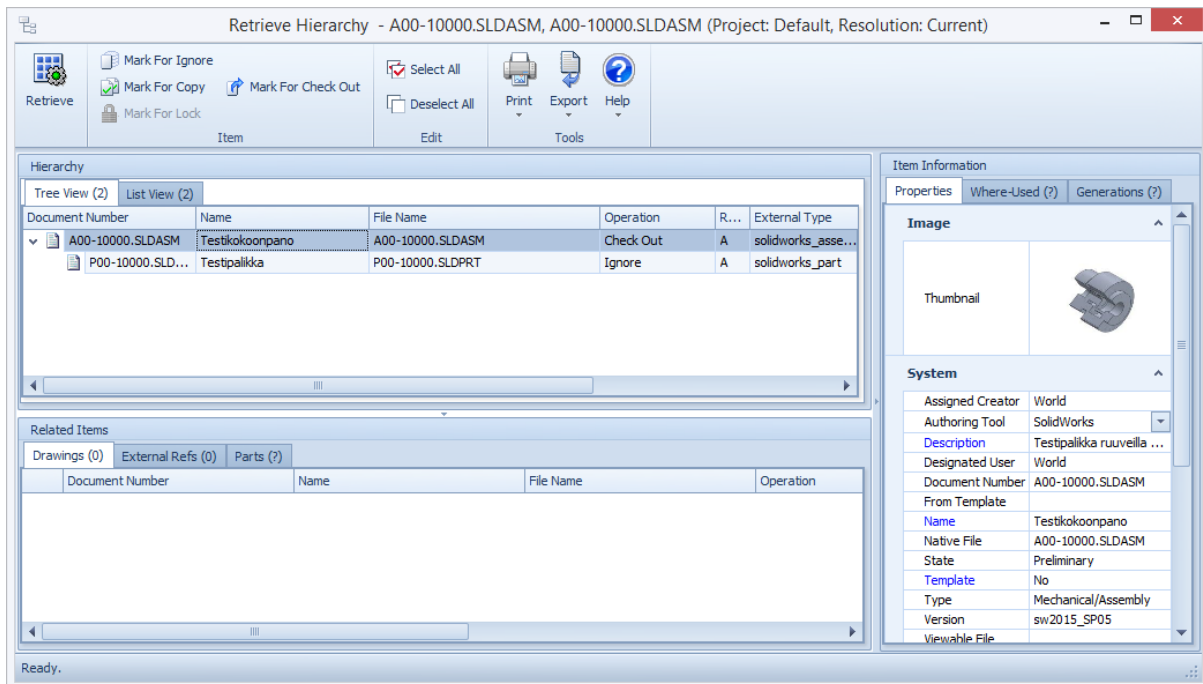 Retrieve Hierarchy - A00-10000.SLDASM, A00-10000.SLDASM (Project: Default, Resolution: Current)
Retrieve
Mark For Ignore
Mark For Copy
Mark For Check Out
Mark For Lock
Item
Select All
Deselect All
Edit
Print
Export
Help
Tools
Hierarchy
Tree View (2) List View (2)
Document Number Name File Name Operation R... External Type
A00-10000.SLDASM Testikokoonpano A00-10000.SLDASM Check Out A solidworks_asse...
P00-10000.SLD... Testipalikka P00-10000.SLDPRT Ignore A solidworks_part
Related Items
Drawings (0) External Refs (0) Parts (?)
Document Number Name File Name Operation
Item Information
Properties Where-Used (?) Generations (?)
Image
Thumbnail
System
Assigned Creator World
Authoring Tool SolidWorks
Description Testipalikka ruuveilla ...
Designated User World
Document Number A00-10000.SLDASM
From Template
Name Testikokoonpano
Native File A00-10000.SLDASM
State Preliminary
Template No
Type Mechanical/Assembly
Version sw2015_SP05
Viewable File
Ready.